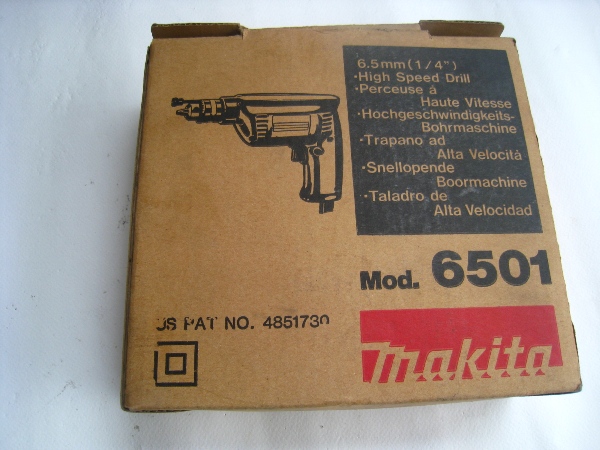 6.5mm(1/4")
·High Speed Drill
·Perceuse á
Haute Vitesse
·Hochgeschwindigkeits-
Bohrmaschine
·Trapano ad
Alta Velocità
·Snellopende
Boormachine
·Taladro de
Alta Velocidad
Mod. 6501
US PAT NO. 4851730
makita